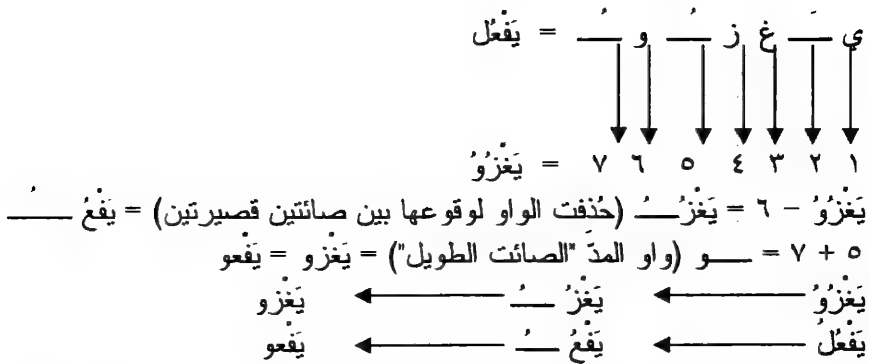 ي ـَ غ ز ـُ و ـُ = يَفْعُل
١ ٢ ٣ ٤ ٥ ٦ ٧ = يَغْزُوُ
يَغْزُوُ - ٦ = يَغْزُ ـُ (حُذفت الواو لوقوعها بين صائتين قصيرتين) = يَفْعُ ـُ
٥ + ٧ = ـو (واو المدّ "الصائت الطويل") = يَغْزو = يَفْعو
يَغْزُوُ ← يَغْزُ ـُ ← يَغْزو
يَفْعُلُ ← يَفْعُ ـُ ← يَفْعو